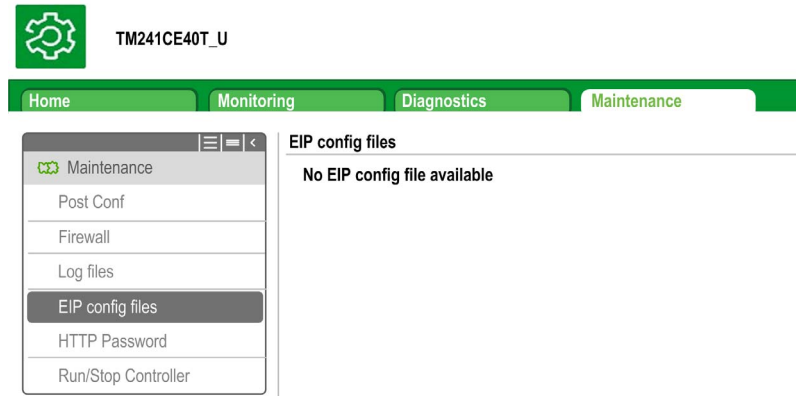 TM241CE40T_U
Home Monitoring Diagnostics Maintenance
EIP config files
No EIP config file available
Maintenance
Post Conf
Firewall
Log files
EIP config files
HTTP Password
Run/Stop Controller